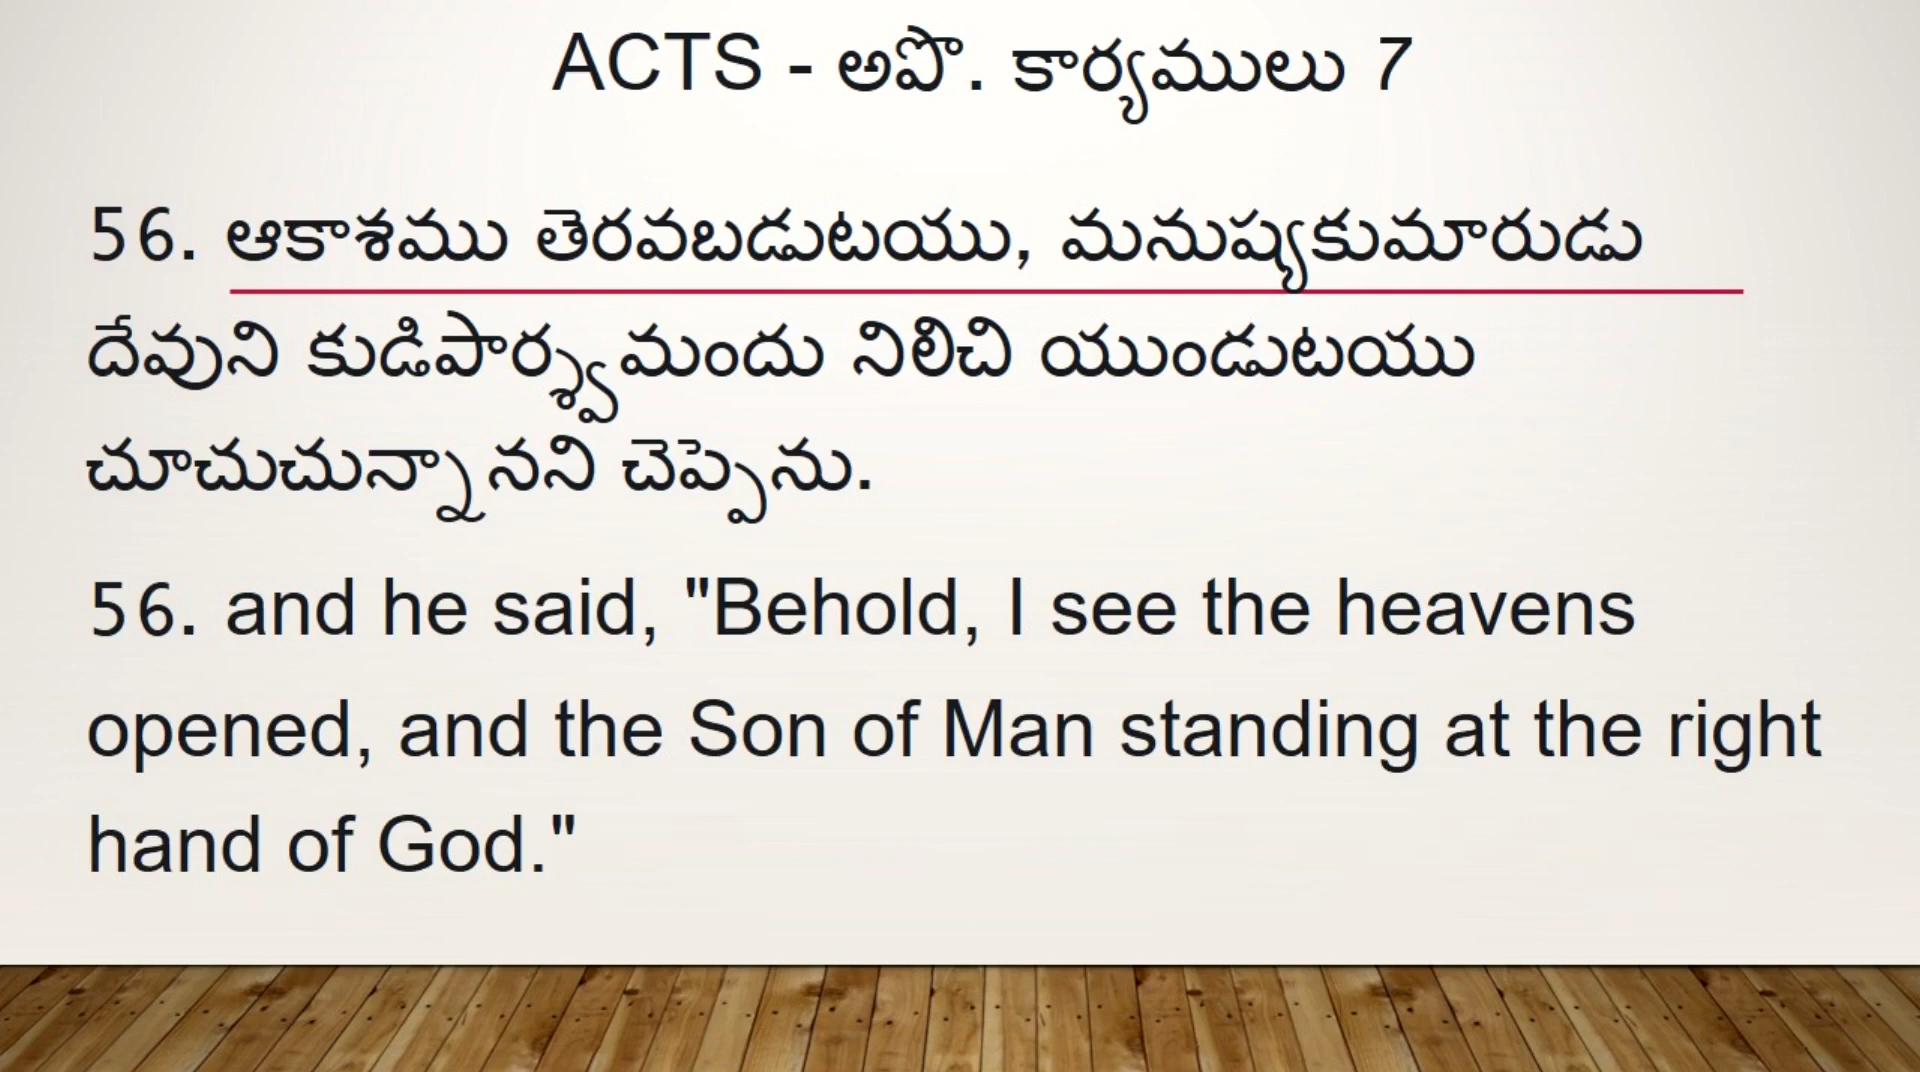 ACTS - అపొ. కార్యములు 7
56. ఆకాశము తెరవబడుటయు, మనుష్యకుమారుడు
దేవుని కుడిపార్శ్వమందు నిలిచి యుండుటయు
చూచుచున్నానని చెప్పెను.
56. and he said, "Behold, I see the heavens
opened, and the Son of Man standing at the right
hand of God."